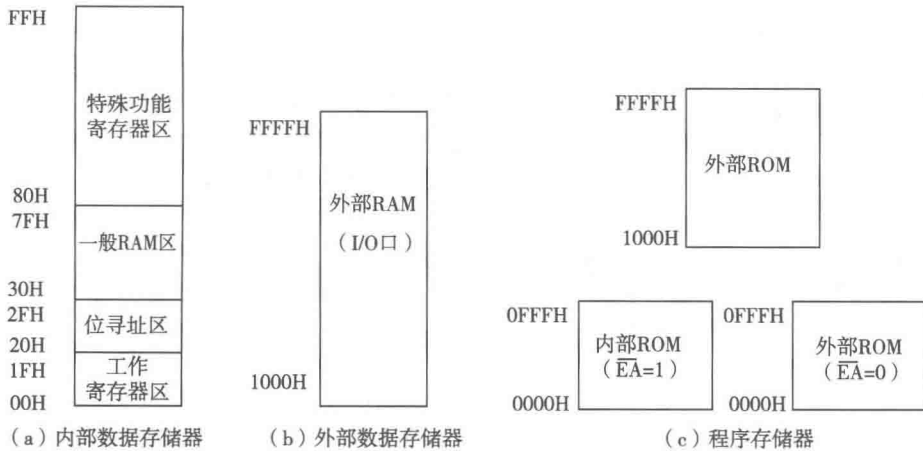 FFH
特殊功能
寄存器区
80H
7FH
一般RAM区
30H
2FH
位寻址区
20H
1FH
工作
寄存器区
00H
(a)内部数据存储器
FFFFH
外部RAM
(I/O口)
1000H
(b)外部数据存储器
FFFFH
外部ROM
1000H
0FFFH
内部ROM
(E̅A̅=1)
0000H
0FFFH
外部ROM
(E̅A̅=0)
0000H
(c)程序存储器